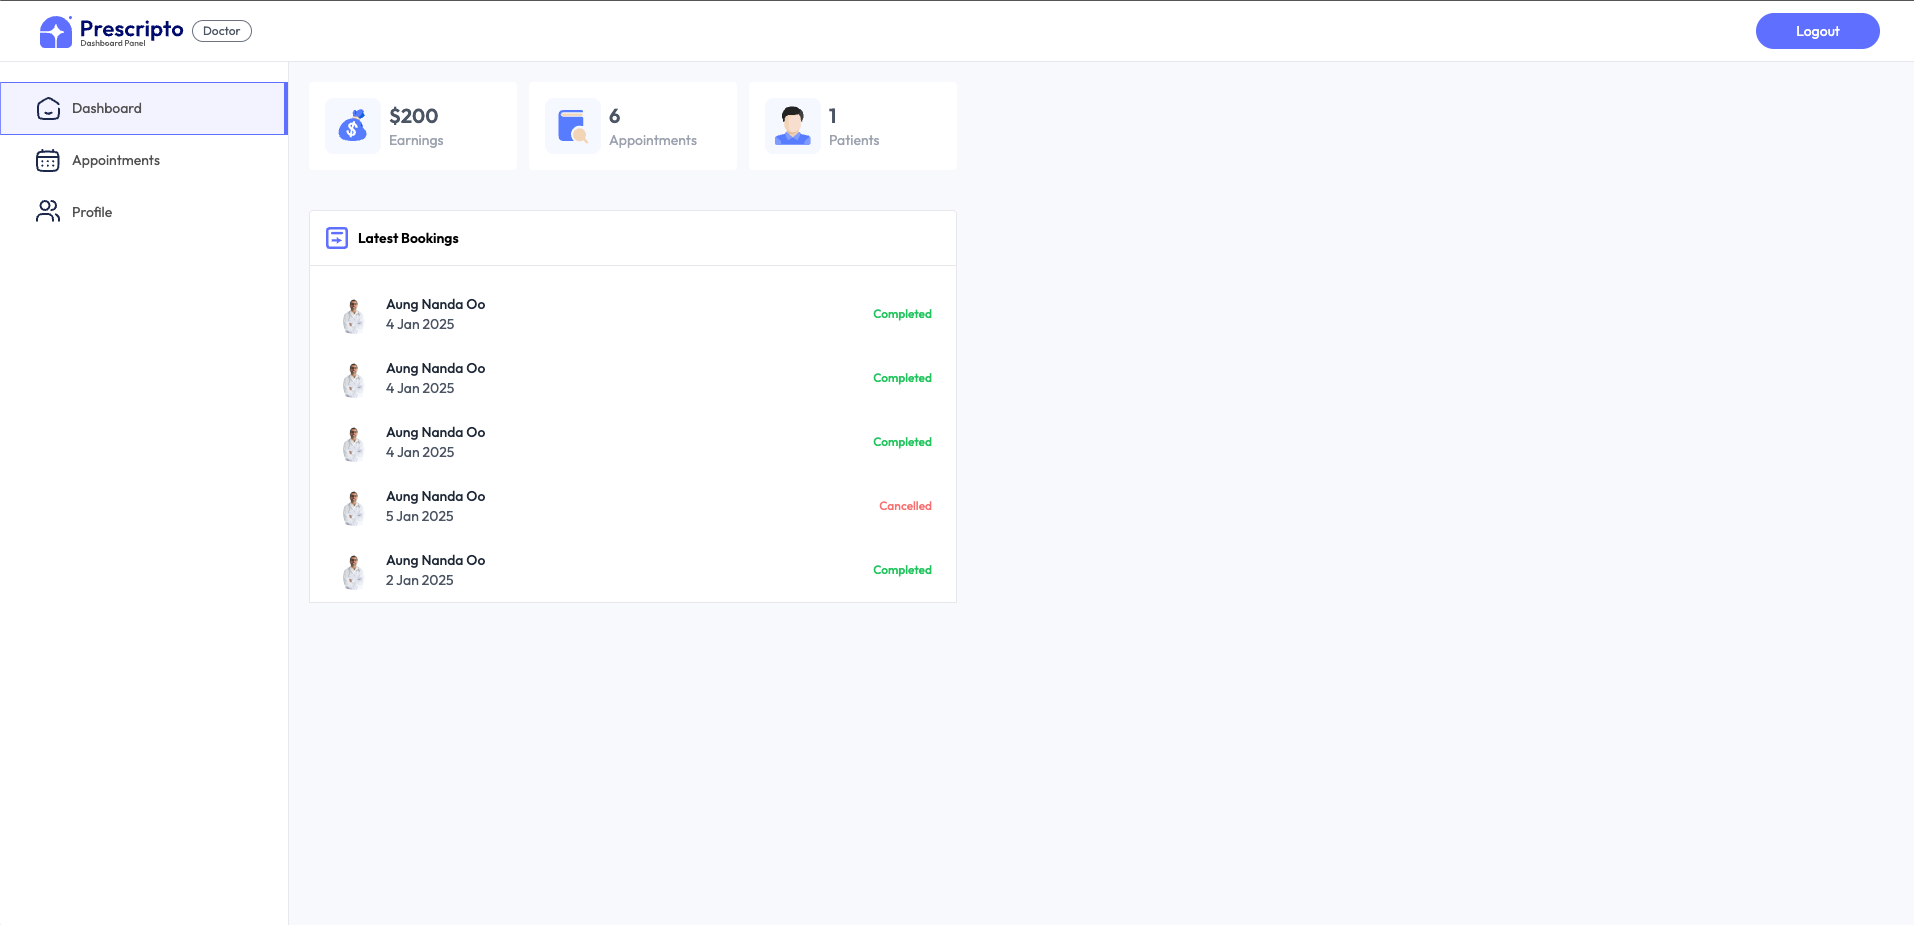 Prescripto
Dashboard Panel
Doctor
Logout
Dashboard
Appointments
Profile
$
$200
Earnings
6
Appointments
1
Patients
Latest Bookings
Aung Nanda Oo
4 Jan 2025
Completed
Aung Nanda Oo
4 Jan 2025
Completed
Aung Nanda Oo
4 Jan 2025
Completed
Aung Nanda Oo
5 Jan 2025
Cancelled
Aung Nanda Oo
2 Jan 2025
Completed